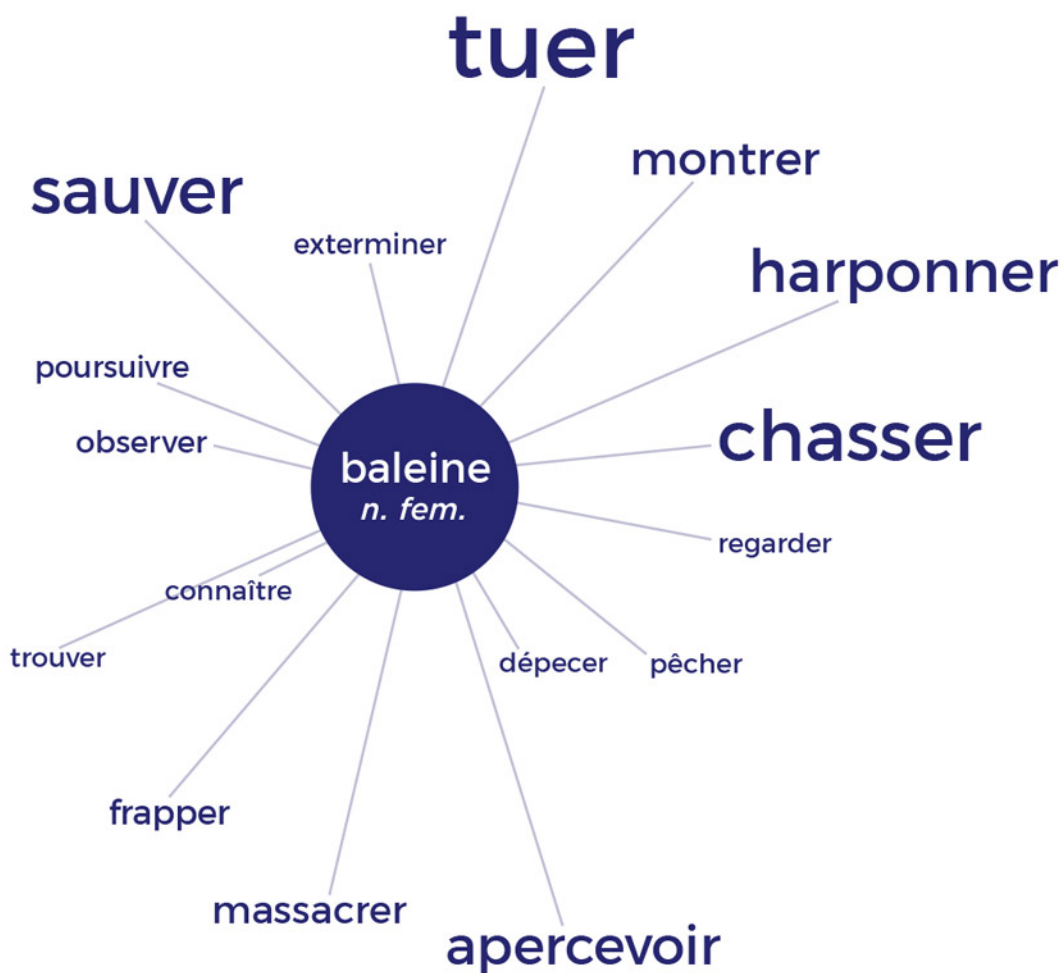 tuer
montrer
sauver
exterminer
harponner
poursuivre
chasser
observer
baleine
n. fem.
regarder
connaître
trouver
dépecer
pêcher
frapper
massacrer
apercevoir